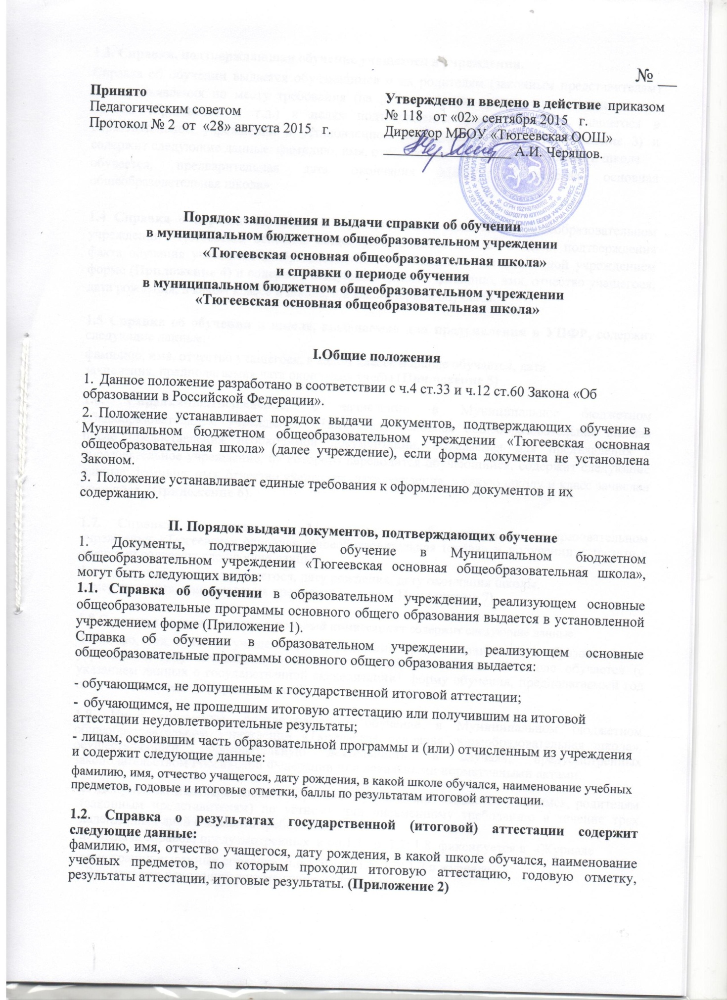 № __
Принято
Педагогическим советом
Протокол № 2 от «28» августа 2015 г.
Утверждено и введено в действие приказом
№ 118 от «02» сентября 2015 г.
Директор МБОУ «Тюгеевская ООШ»
А.И. Черяшов.
Порядок заполнения и выдачи справки об обучении
в муниципальном бюджетном общеобразовательном учреждении
«Тюгеевская основная общеобразовательная школа»
и справки о периоде обучения
в муниципальном бюджетном общеобразовательном учреждении
«Тюгеевская основная общеобразовательная школа»
I.Общие положения
1. Данное положение разработано в соответствии с ч.4 ст.33 и ч.12 ст.60 Закона «Об
образовании в Российской Федерации».
2. Положение устанавливает порядок выдачи документов, подтверждающих обучение в
Муниципальном бюджетном общеобразовательном учреждении «Тюгеевская основная
общеобразовательная школа» (далее учреждение), если форма документа не установлена
Законом.
3. Положение устанавливает единые требования к оформлению документов и их
содержанию.
II. Порядок выдачи документов, подтверждающих обучение
1. Документы, подтверждающие обучение в Муниципальном бюджетном
общеобразовательном учреждении «Тюгеевская основная общеобразовательная школа»,
могут быть следующих видов:
1.1. Справка об обучении в образовательном учреждении, реализующем основные
общеобразовательные программы основного общего образования выдается в установленной
учреждением форме (Приложение 1).
Справка об обучении в образовательном учреждении, реализующем основные
общеобразовательные программы основного общего образования выдается:
- обучающимся, не допущенным к государственной итоговой аттестации;
- обучающимся, не прошедшим итоговую аттестацию или получившим на итоговой
аттестации неудовлетворительные результаты;
- лицам, освоившим часть образовательной программы и (или) отчисленным из учреждения
и содержит следующие данные:
фамилию, имя, отчество учащегося, дату рождения, в какой школе обучался, наименование учебных
предметов, годовые и итоговые отметки, баллы по результатам итоговой аттестации.
1.2. Справка о результатах государственной (итоговой) аттестации содержит
следующие данные:
фамилию, имя, отчество учащегося, дату рождения, в какой школе обучался, наименование
учебных предметов, по которым проходил итоговую аттестацию, годовую отметку,
результаты аттестации, итоговые результаты. (Приложение 2)